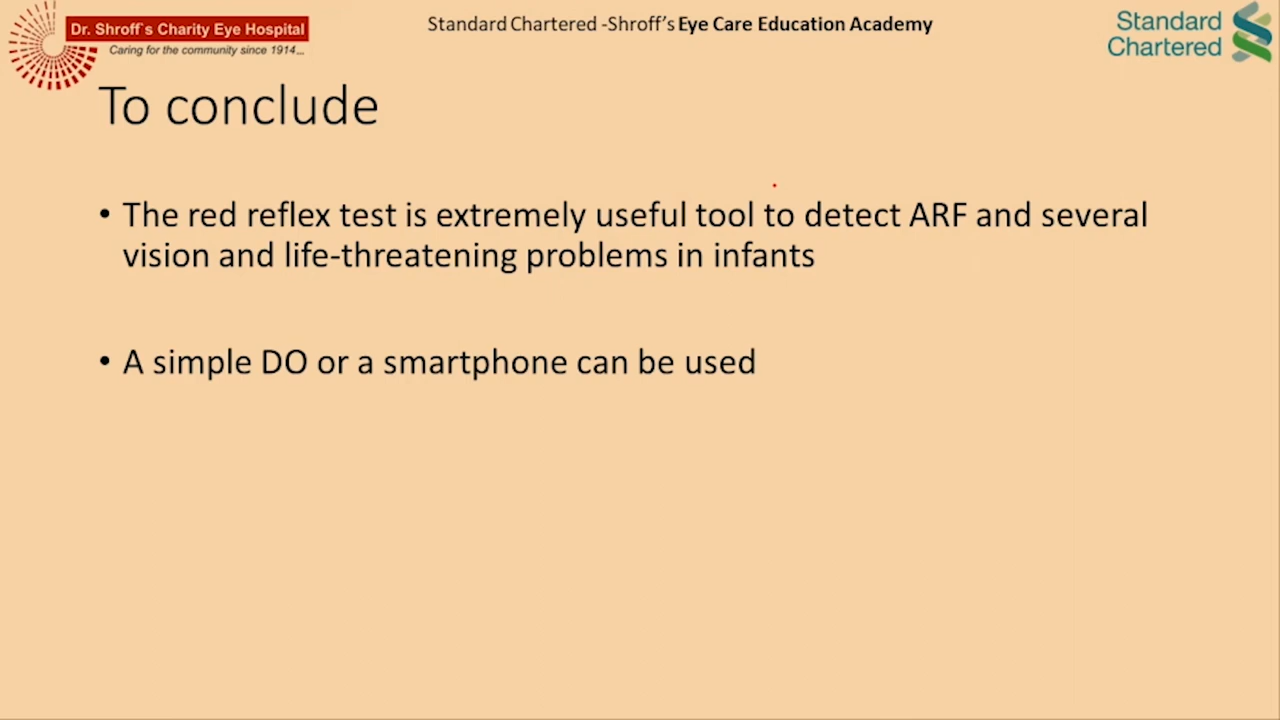 Dr. Shroff`s Charity Eye Hospital
Caring for the community since 1914...
Standard Chartered -Shroff’s Eye Care Education Academy
Standard
Chartered
To conclude
• The red reflex test is extremely useful tool to detect ARF and several
vision and life-threatening problems in infants
• A simple DO or a smartphone can be used